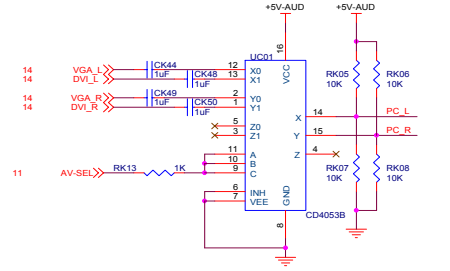 +5V-AUD +5V-AUD
UC01
16
VCC
14 VGA_L CK44 12 X0
14 DVI_L 1uF CK48 13 X1
1uF
RK05 RK06
10K 10K
14 VGA_R CK49 2 Y0
14 DVI_R 1uF CK50 1 Y1
1uF
X 14 PC_L
5 Z0
3 Z1
Y 15 PC_R
11 A
10 B
9 C
Z 4
11 AV-SEL RK13 1K
RK07 RK08
10K 10K
6 INH
7 VEE
GND
8
CD4053B